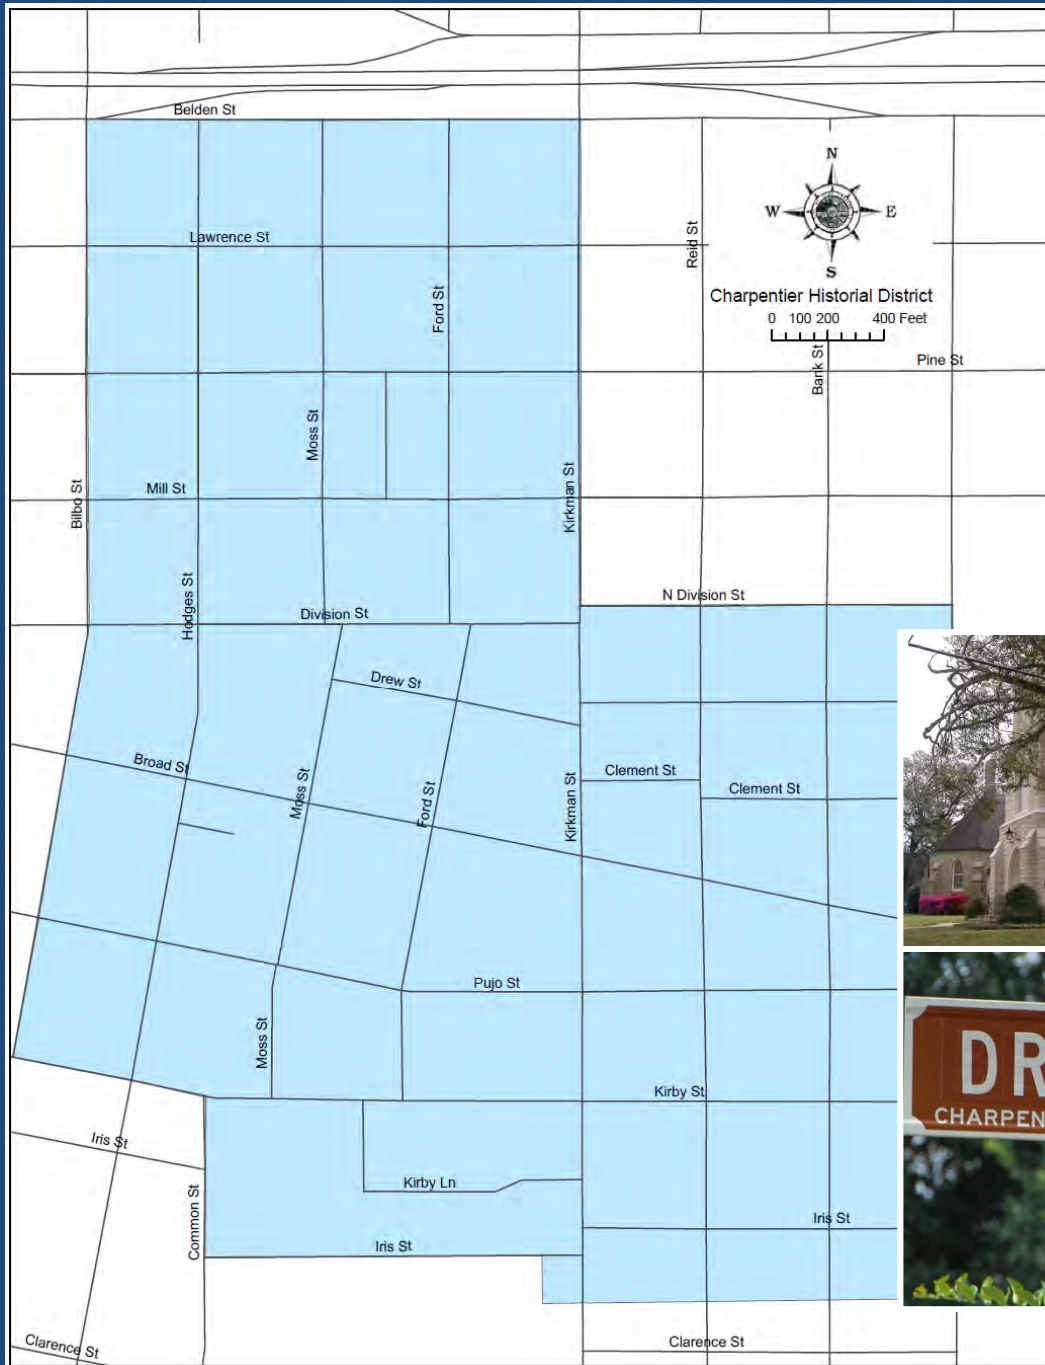 Belden St
N
W
E
S
Lawrence St
Reid St
Charpentier Historial District
0 100 200 400 Feet
Ford St
Bank St
Pine St
Moss St
Mill St
Bilbo St
Kirkman St
Hodges St
Division St
N Division St
Drew St
Broad St
Moss St
Ford St
Kirkman St
Clement St
Clement St
Pujo St
Moss St
DR
CHARPEN
Kirby St
Iris St
Kirby Ln
Common St
Iris St
Iris St
Clarence St
Clarence St